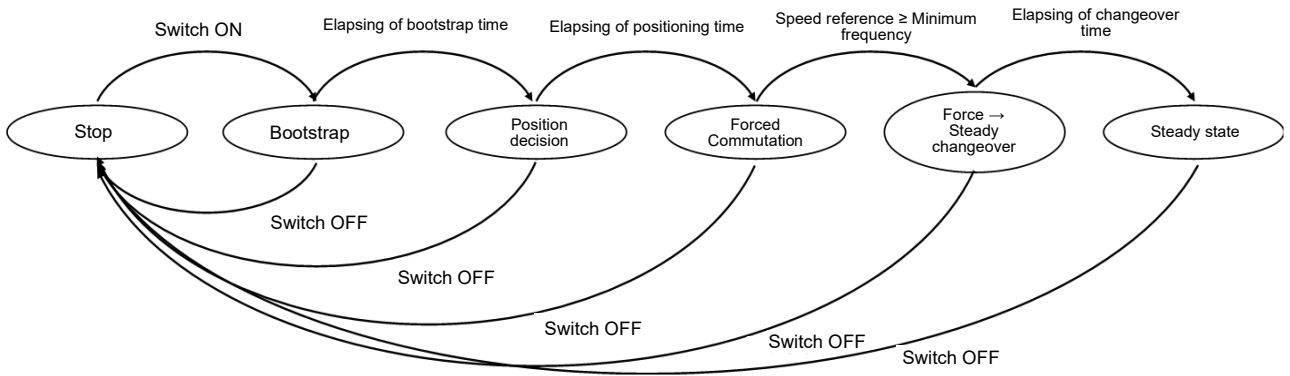 Switch ON
Elapsing of bootstrap time
Elapsing of positioning time
Speed reference ≥ Minimum
frequency
Elapsing of changeover
time
Stop
Bootstrap
Position
decision
Forced
Commutation
Force →
Steady
changeover
Steady state
Switch OFF
Switch OFF
Switch OFF
Switch OFF
Switch OFF